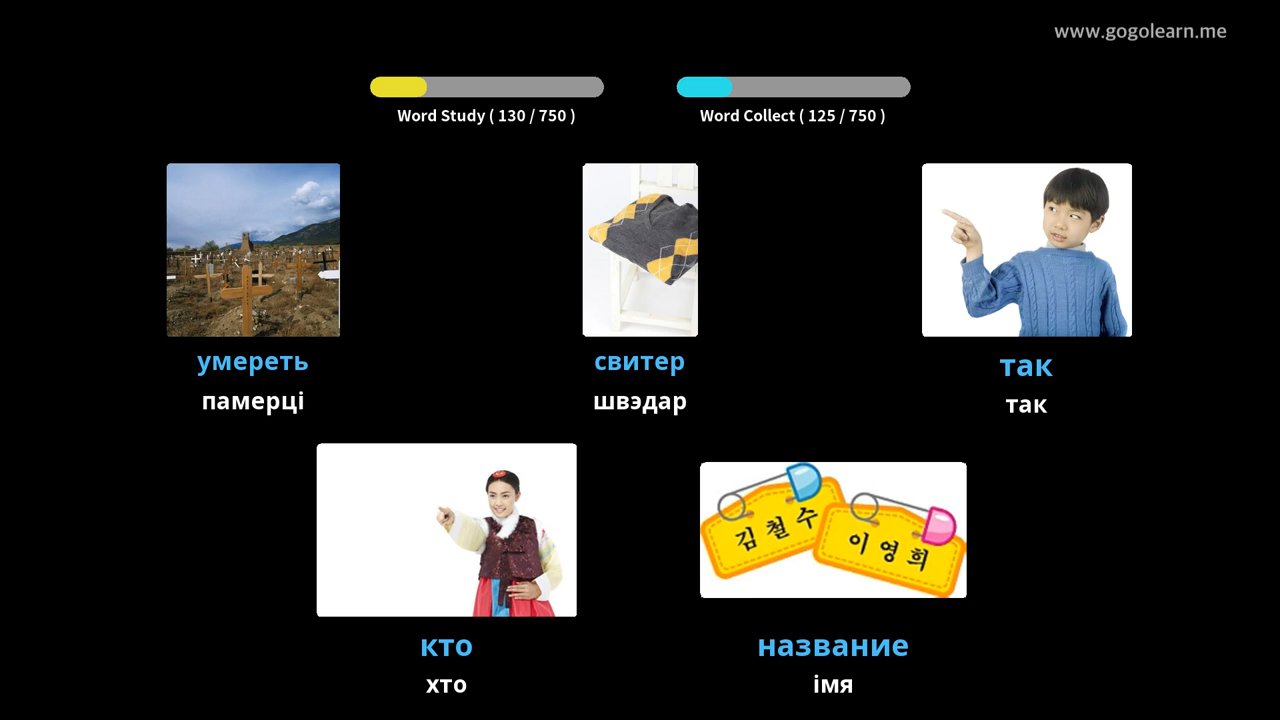 www.gogolearn.me
Word Study ( 130 / 750 )
Word Collect ( 125 / 750 )
умереть
памерці
свитер
швэдар
так
так
кто
хто
название
імя
김철수
이영희